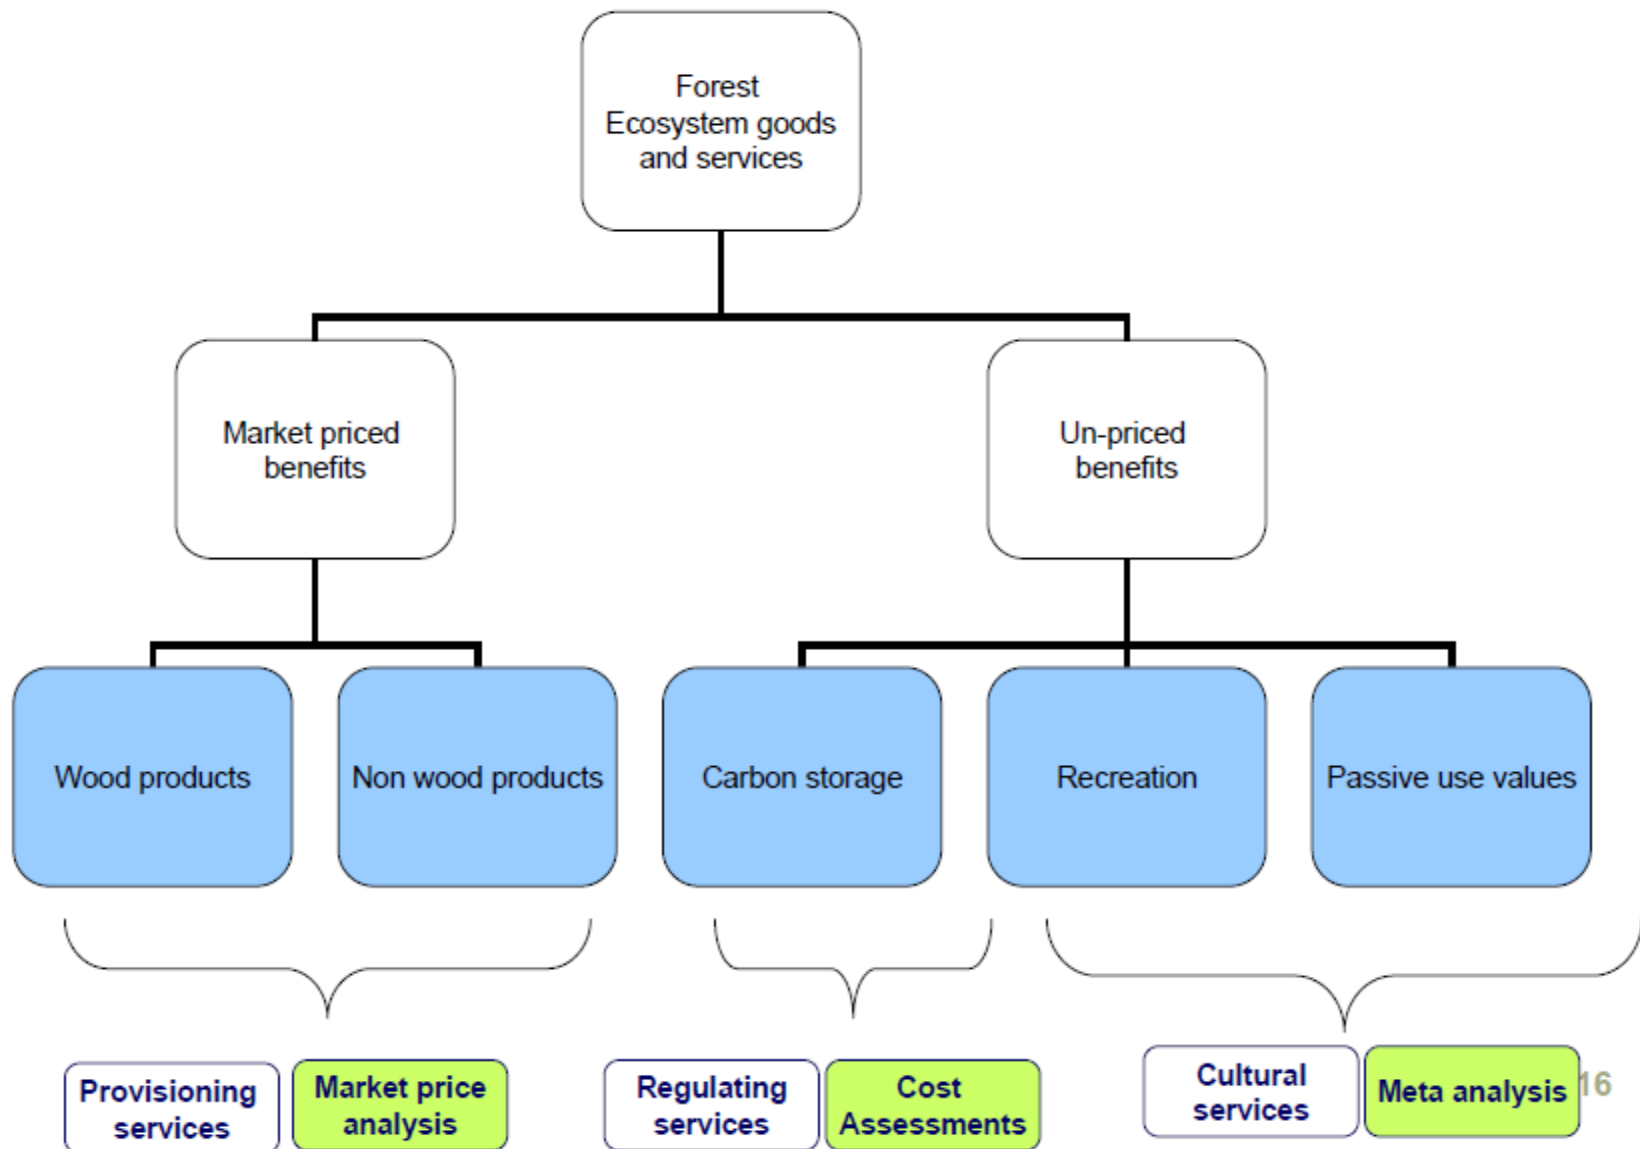 Forest
Ecosystem goods
and services
Market priced
benefits
Un-priced
benefits
Wood products
Non wood products
Carbon storage
Recreation
Passive use values
Provisioning
services
Market price
analysis
Regulating
services
Cost
Assessments
Cultural
services
Meta analysis
16